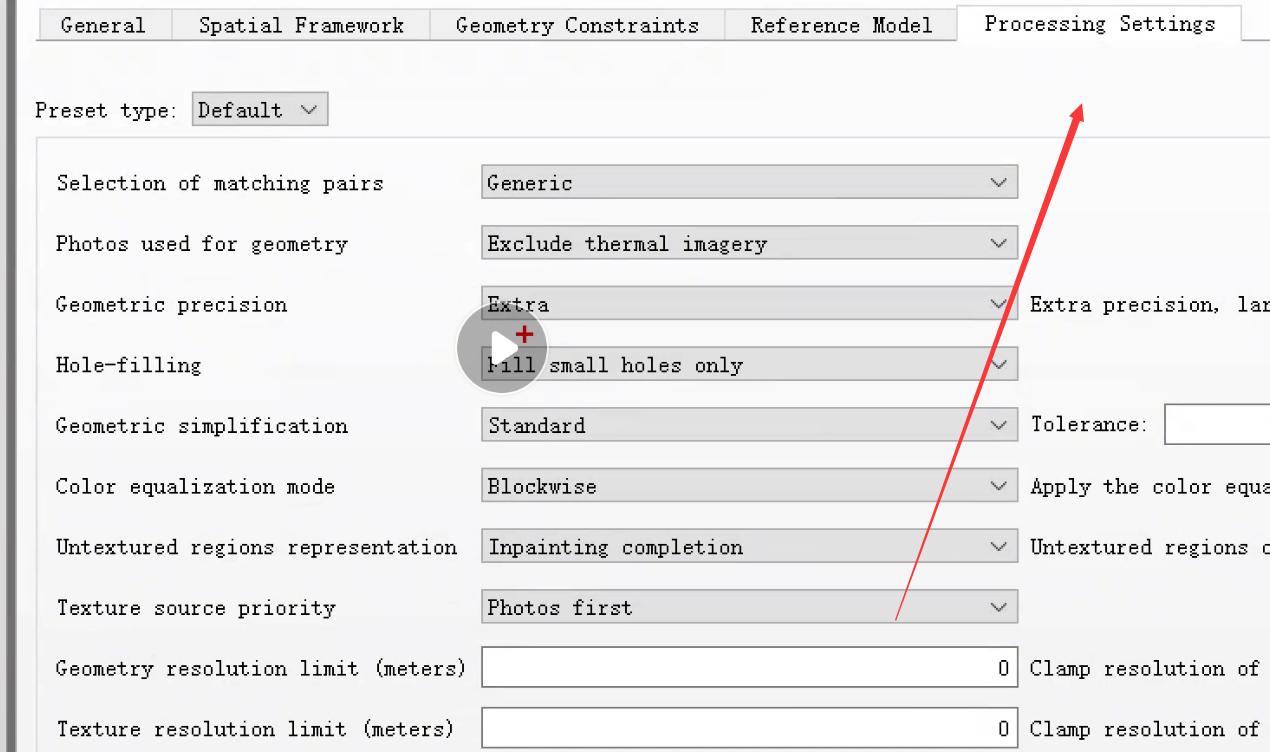 General Spatial Framework Geometry Constraints Reference Model Processing Settings
Preset type: Default
Selection of matching pairs Generic
Photos used for geometry Exclude thermal imagery
Geometric precision Extra Extra precision,
Hole-filling Fill small holes only
Geometric simplification Standard Tolerance:
Color equalization mode Blockwise Apply the color
Untextured regions representation Inpainting completion Untextured regions
Texture source priority Photos first
Geometry resolution limit (meters) 0 Clamp resolution of
Texture resolution limit (meters) 0 Clamp resolution of